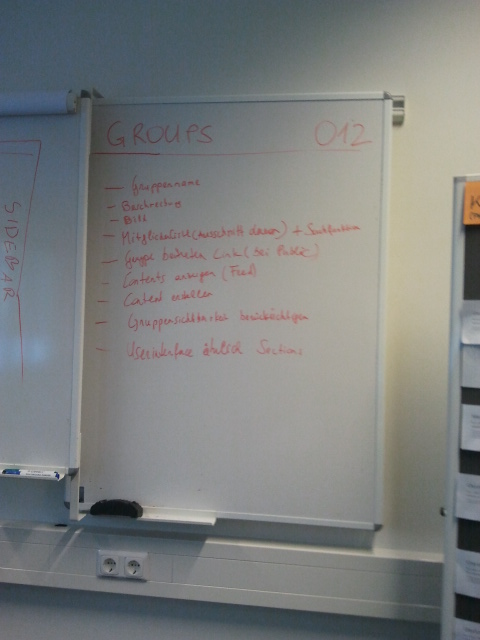 GROUPS 012
— Gruppenname
— Beschreibung
— Bild
— Mitgliederliste (Ausschnitt davon) + Suchfunktion
— Gruppe beitreten Link (bei Public)
— Contents anzeigen (Feed)
— Content erstellen
— Gruppensichtbarkeit berücksichtigen
— Userinterface ähnlich Sections
SIDEBAR
K